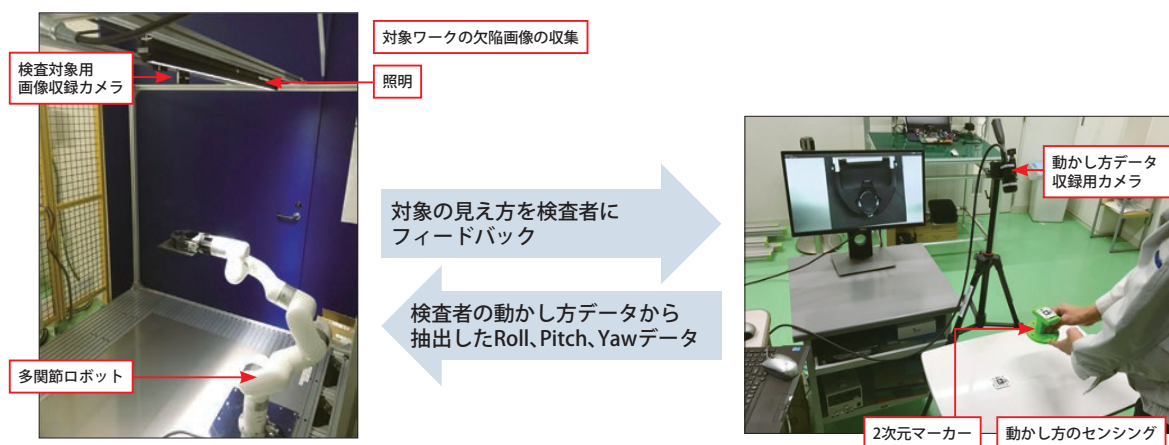 対象ワークの欠陥画像の収集
検査対象用
画像収録カメラ
照明
動かし方データ
収録用カメラ
対象の見え方を検査者に
フィードバック
検査者の動かし方データから
抽出したRoll、Pitch、Yawデータ
多関節ロボット
2次元マーカー
動かし方のセンシング